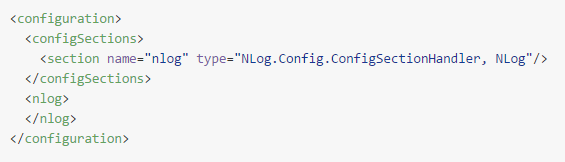 <configuration>
  <configSections>
    <section name="nlog" type="NLog.Config.ConfigSectionHandler, NLog"/>
  </configSections>
  <nlog>
  </nlog>
</configuration>